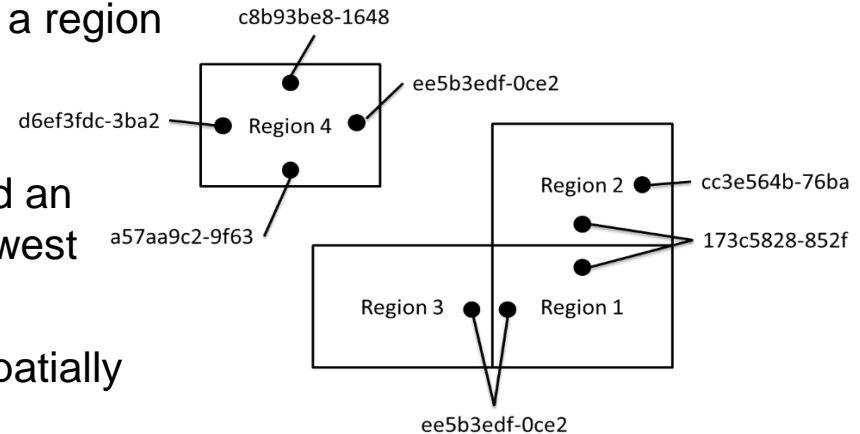 a region
d an
west
patially
c8b93be8-1648
ee5b3edf-0ce2
d6ef3fdc-3ba2
Region 4
a57aa9c2-9f63
Region 2
cc3e564b-76ba
173c5828-852f
Region 3
Region 1
ee5b3edf-0ce2